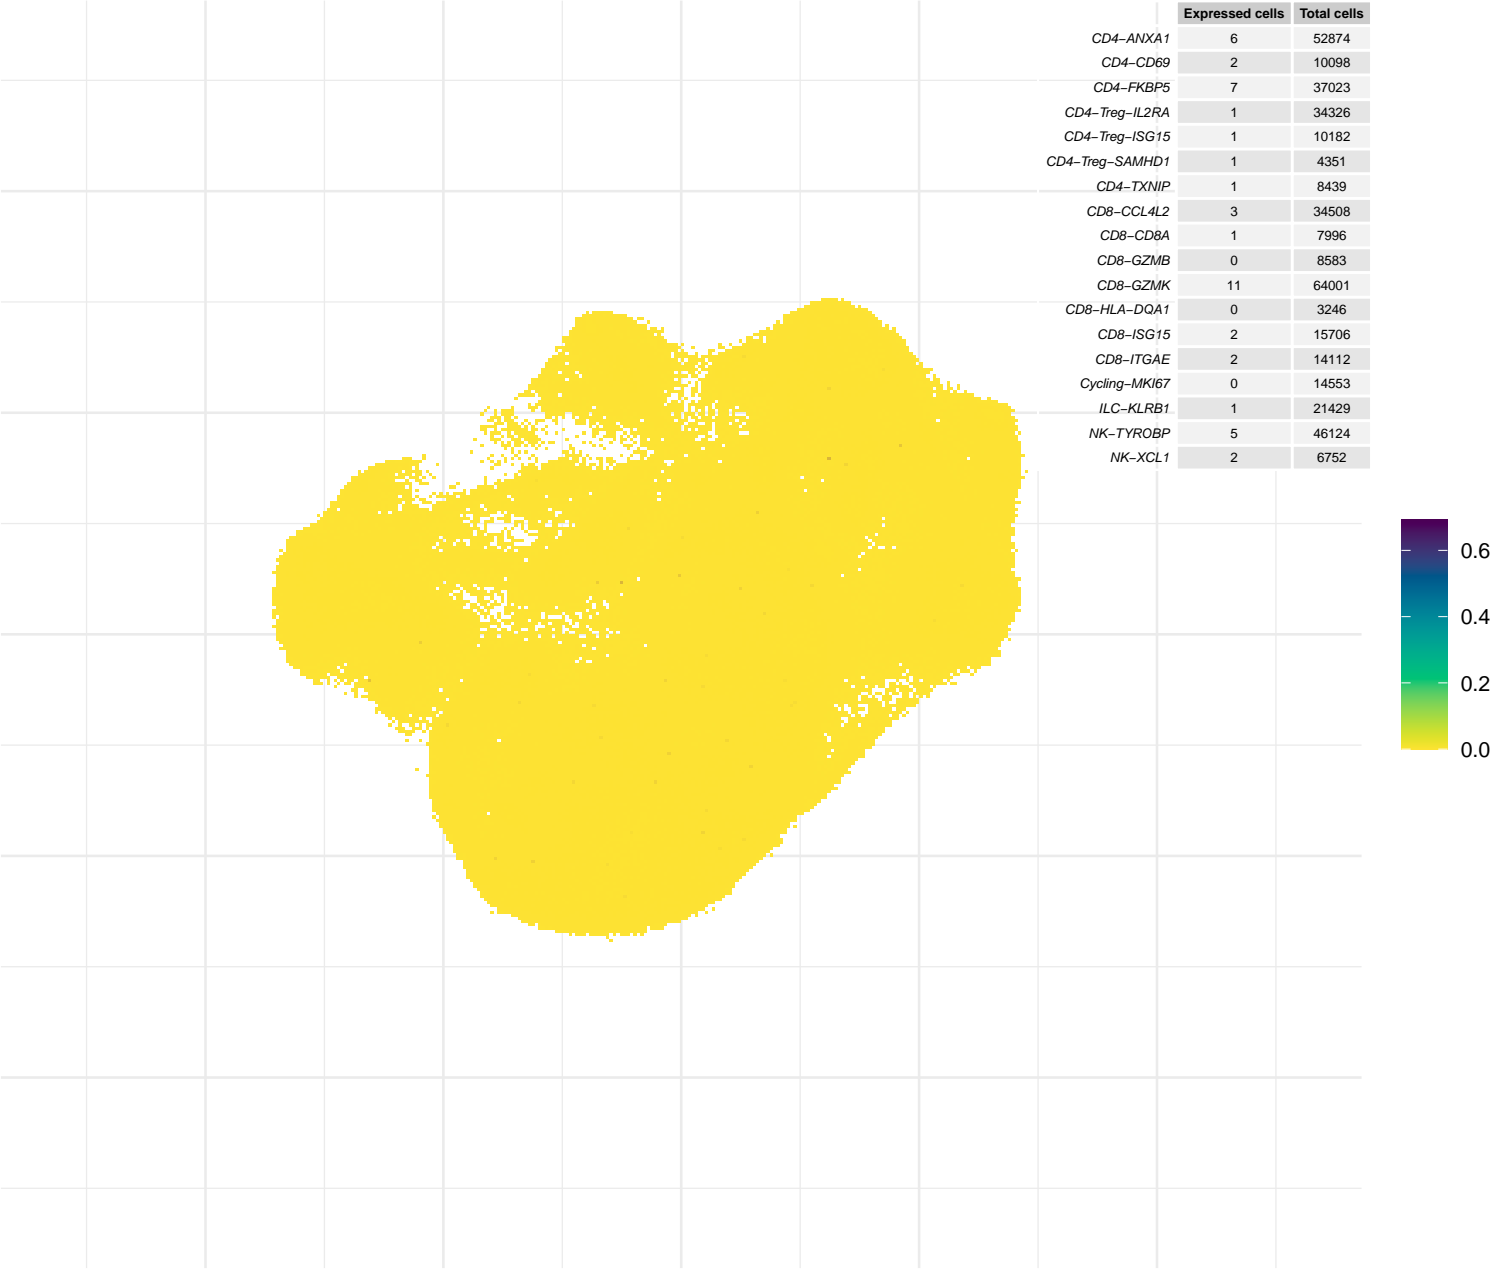 Expressed cells Total cells
CD4−ANXA1 6 52874
CD4−CD69 2 10098
CD4−FKBP5 7 37023
CD4−Treg−IL2RA 1 34326
CD4−Treg−ISG15 1 10182
CD4−Treg−SAMHD1 1 4351
CD4−TXNIP 1 8439
CD8−CCL4L2 3 34508
CD8−CD8A 1 7996
CD8−GZMB 0 8583
CD8−GZMK 11 64001
CD8−HLA−DQA1 0 3246
CD8−ISG15 2 15706
CD8−ITGAE 2 14112
Cycling−MKI67 0 14553
ILC−KLRB1 1 21429
NK−TYROBP 5 46124
NK−XCL1 2 6752
0.6
0.4
0.2
0.0